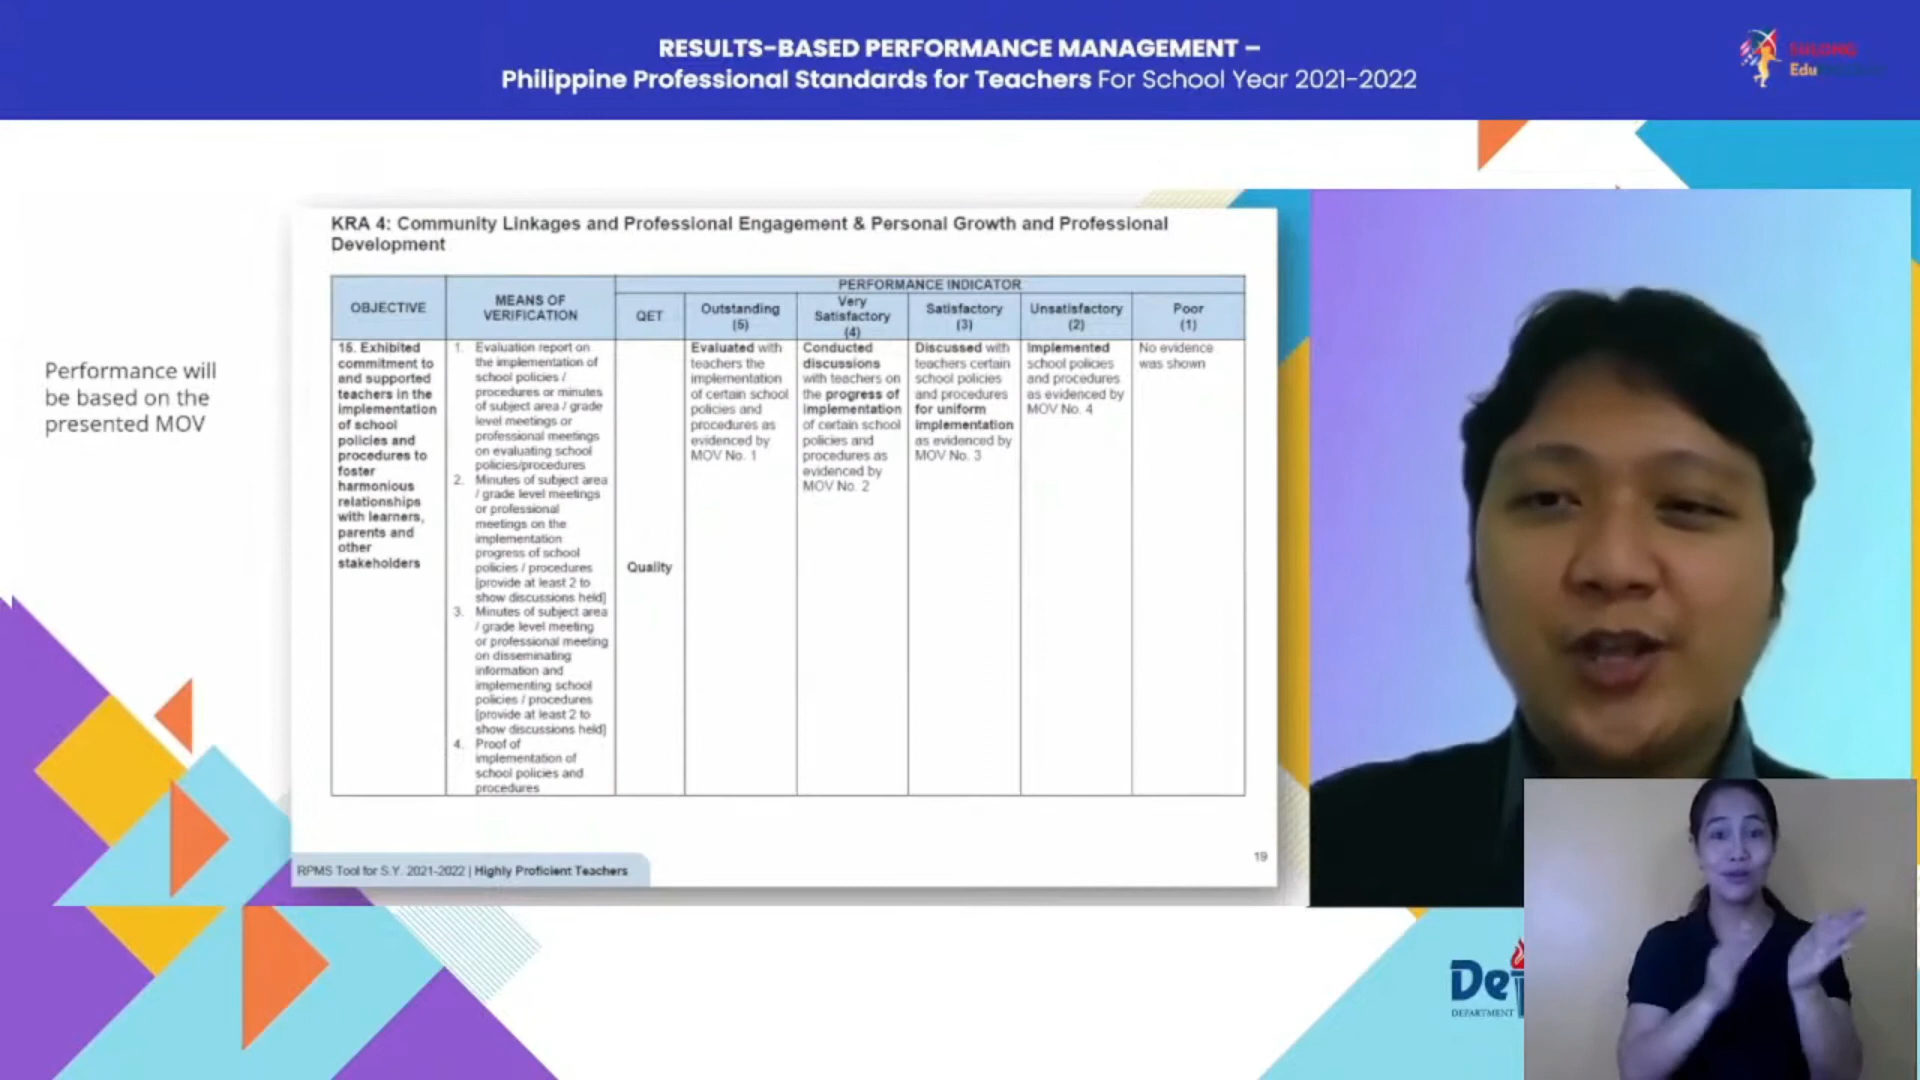 RESULTS-BASED PERFORMANCE MANAGEMENT –
Philippine Professional Standards for Teachers For School Year 2021-2022
Edu
Performance will
be based on the
presented MOV
KRA 4: Community Linkages and Professional Engagement & Personal Growth and Professional
Development
OBJECTIVE
MEANS OF
VERIFICATION
PERFORMANCE INDICATOR
QET
Outstanding
(5)
Very
Satisfactory
(4)
Satisfactory
(3)
Unsatisfactory
(2)
Poor
(1)
15. Exhibited
commitment to
and supported
teachers in the
implementation
of school
policies and
procedures to
foster
harmonious
relationships
with learners,
parents and
other
stakeholders
1. Evaluation report on
the implementation of
school policies /
procedures or minutes
of subject area / grade
level meetings or
professional meetings
on evaluating school
policies/procedures
2. Minutes of subject area
/ grade level meetings
or professional
meetings on the
implementation
progress of school
policies / procedures
[provide at least 2 to
show discussions held]
3. Minutes of subject area
/ grade level meeting
or professional meeting
on disseminating
information and
implementing school
policies / procedures
[provide at least 2 to
show discussions held]
4. Proof of
implementation of
school policies and
procedures
Quality
Evaluated with
teachers the
implementation
of certain school
policies and
procedures as
evidenced by
MOV No. 1
Conducted
discussions
with teachers on
the progress of
implementation
of certain school
policies and
procedures as
evidenced by
MOV No. 2
Discussed with
teachers certain
school policies
and procedures
for uniform
implementation
as evidenced by
MOV No. 3
Implemented
school policies
and procedures
as evidenced by
MOV No. 4
No evidence
was shown
RPMS Tool for S.Y. 2021-2022 | Highly Proficient Teachers
19
De
DEPARTMENT